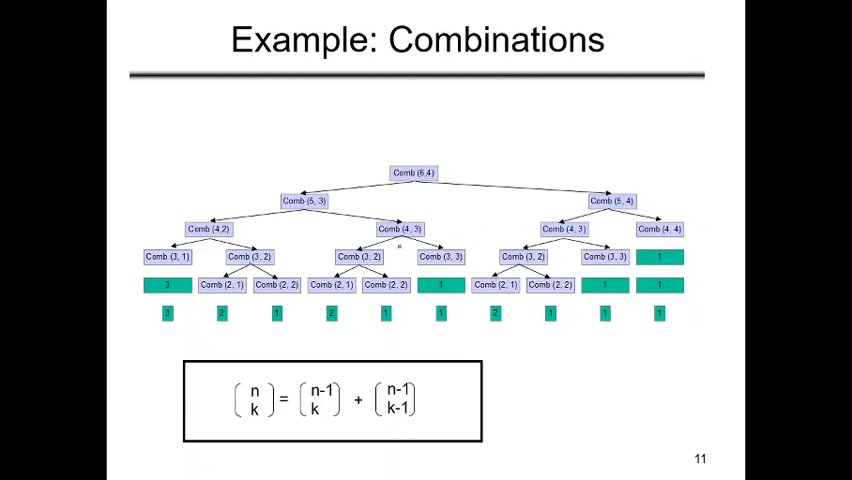 Example: Combinations
Comb (6,4)
Comb (5, 3) Comb (5, 4)
Comb (4,2) Comb (4, 3) Comb (4, 3) Comb (4, 4)
Comb (3, 1) Comb (3, 2) Comb (3, 2) Comb (3, 3) Comb (3, 2) Comb (3, 3) 1
3 Comb (2, 1) Comb (2, 2) Comb (2, 1) Comb (2, 2) 1 Comb (2, 1) Comb (2, 2) 1 1
3 2 1 2 1 1 2 1 1 1
n n-1 n-1
= +
k k k-1
11